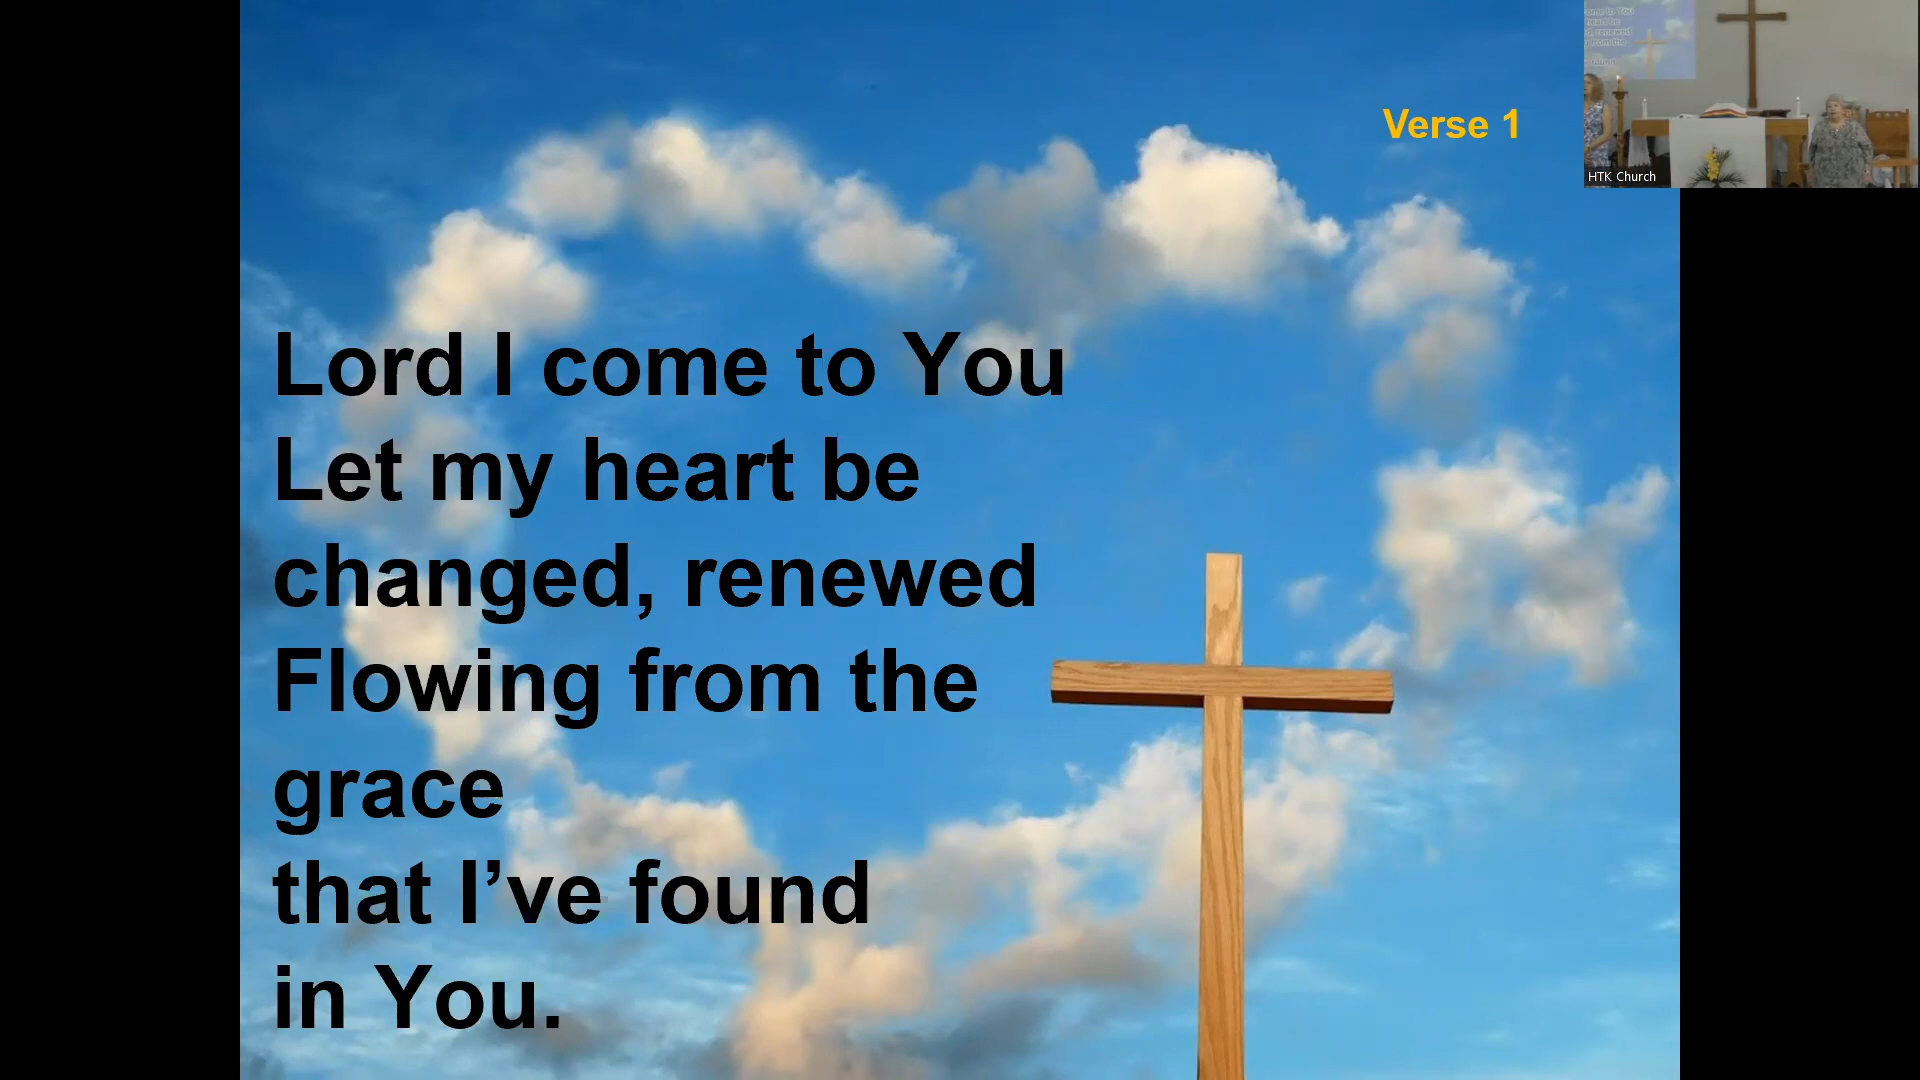 Verse 1
Lord I come to You
Let my heart be
changed, renewed
Flowing from the
grace
that I’ve found
in You.
HTK Church